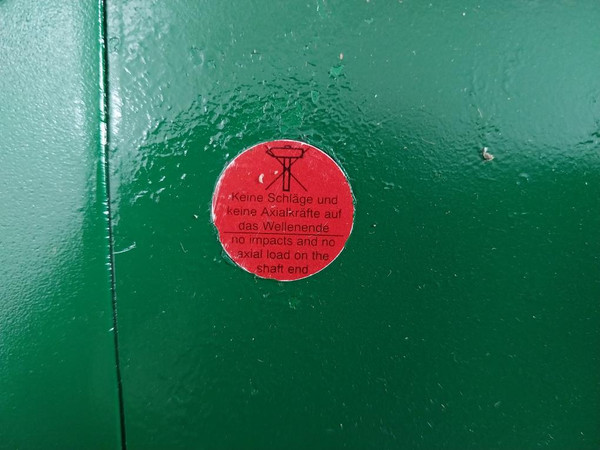 Keine Schläge und
keine Axialkräfte auf
das Wellenende
no impacts and no
axial load on the
shaft end